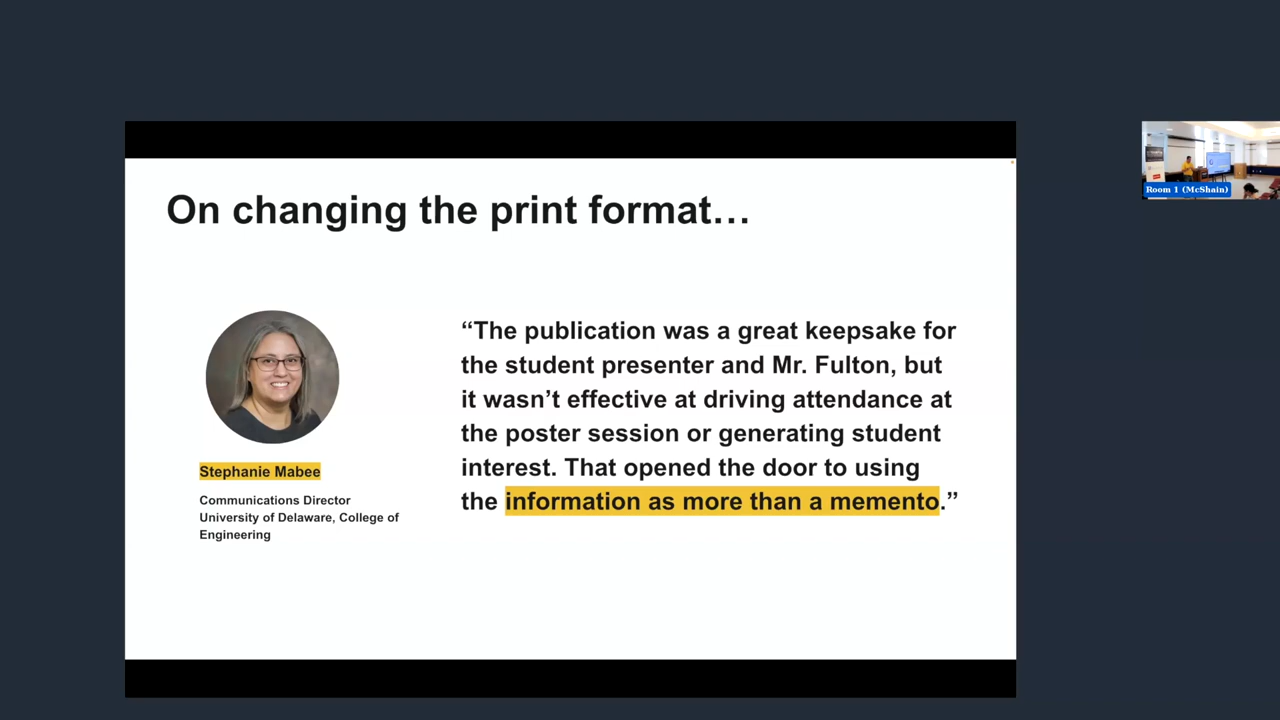 On changing the print format…
“The publication was a great keepsake for
the student presenter and Mr. Fulton, but
it wasn’t effective at driving attendance at
the poster session or generating student
interest. That opened the door to using
the information as more than a memento.”
Stephanie Mabee
Communications Director
University of Delaware, College of
Engineering
Room 1 (McShain)